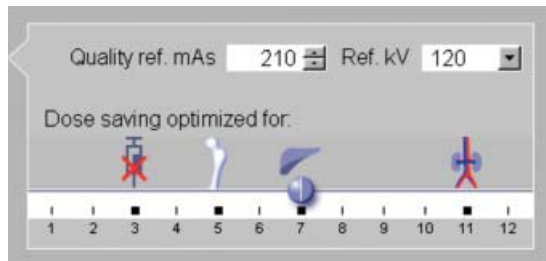 Quality ref. mAs 210 Ref. kV 120
Dose saving optimized for:
1 2 3 4 5 6 7 8 9 10 11 12